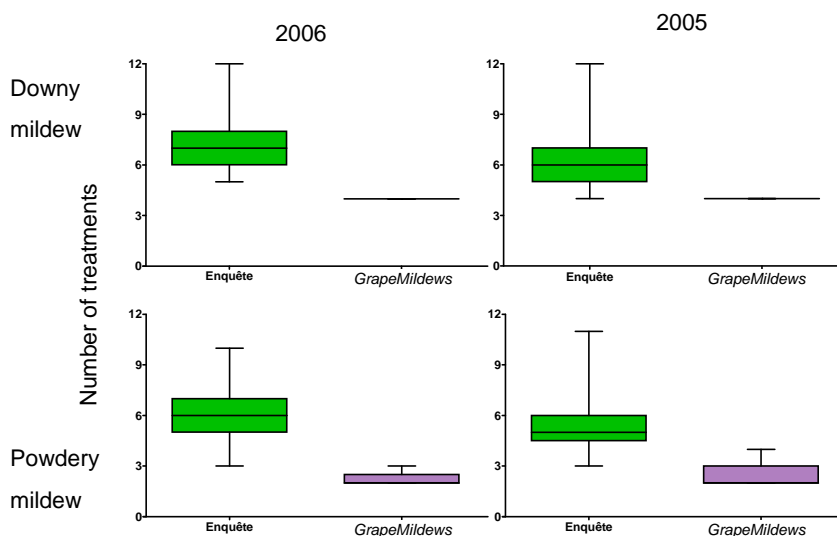 2006
2005
Downy
mildew
Number of treatments
12
9
6
3
0
Enquête
GrapeMildews
12
9
6
3
0
Enquête
GrapeMildews
Powdery
mildew
12
9
6
3
0
Enquête
GrapeMildews
12
9
6
3
0
Enquête
GrapeMildews